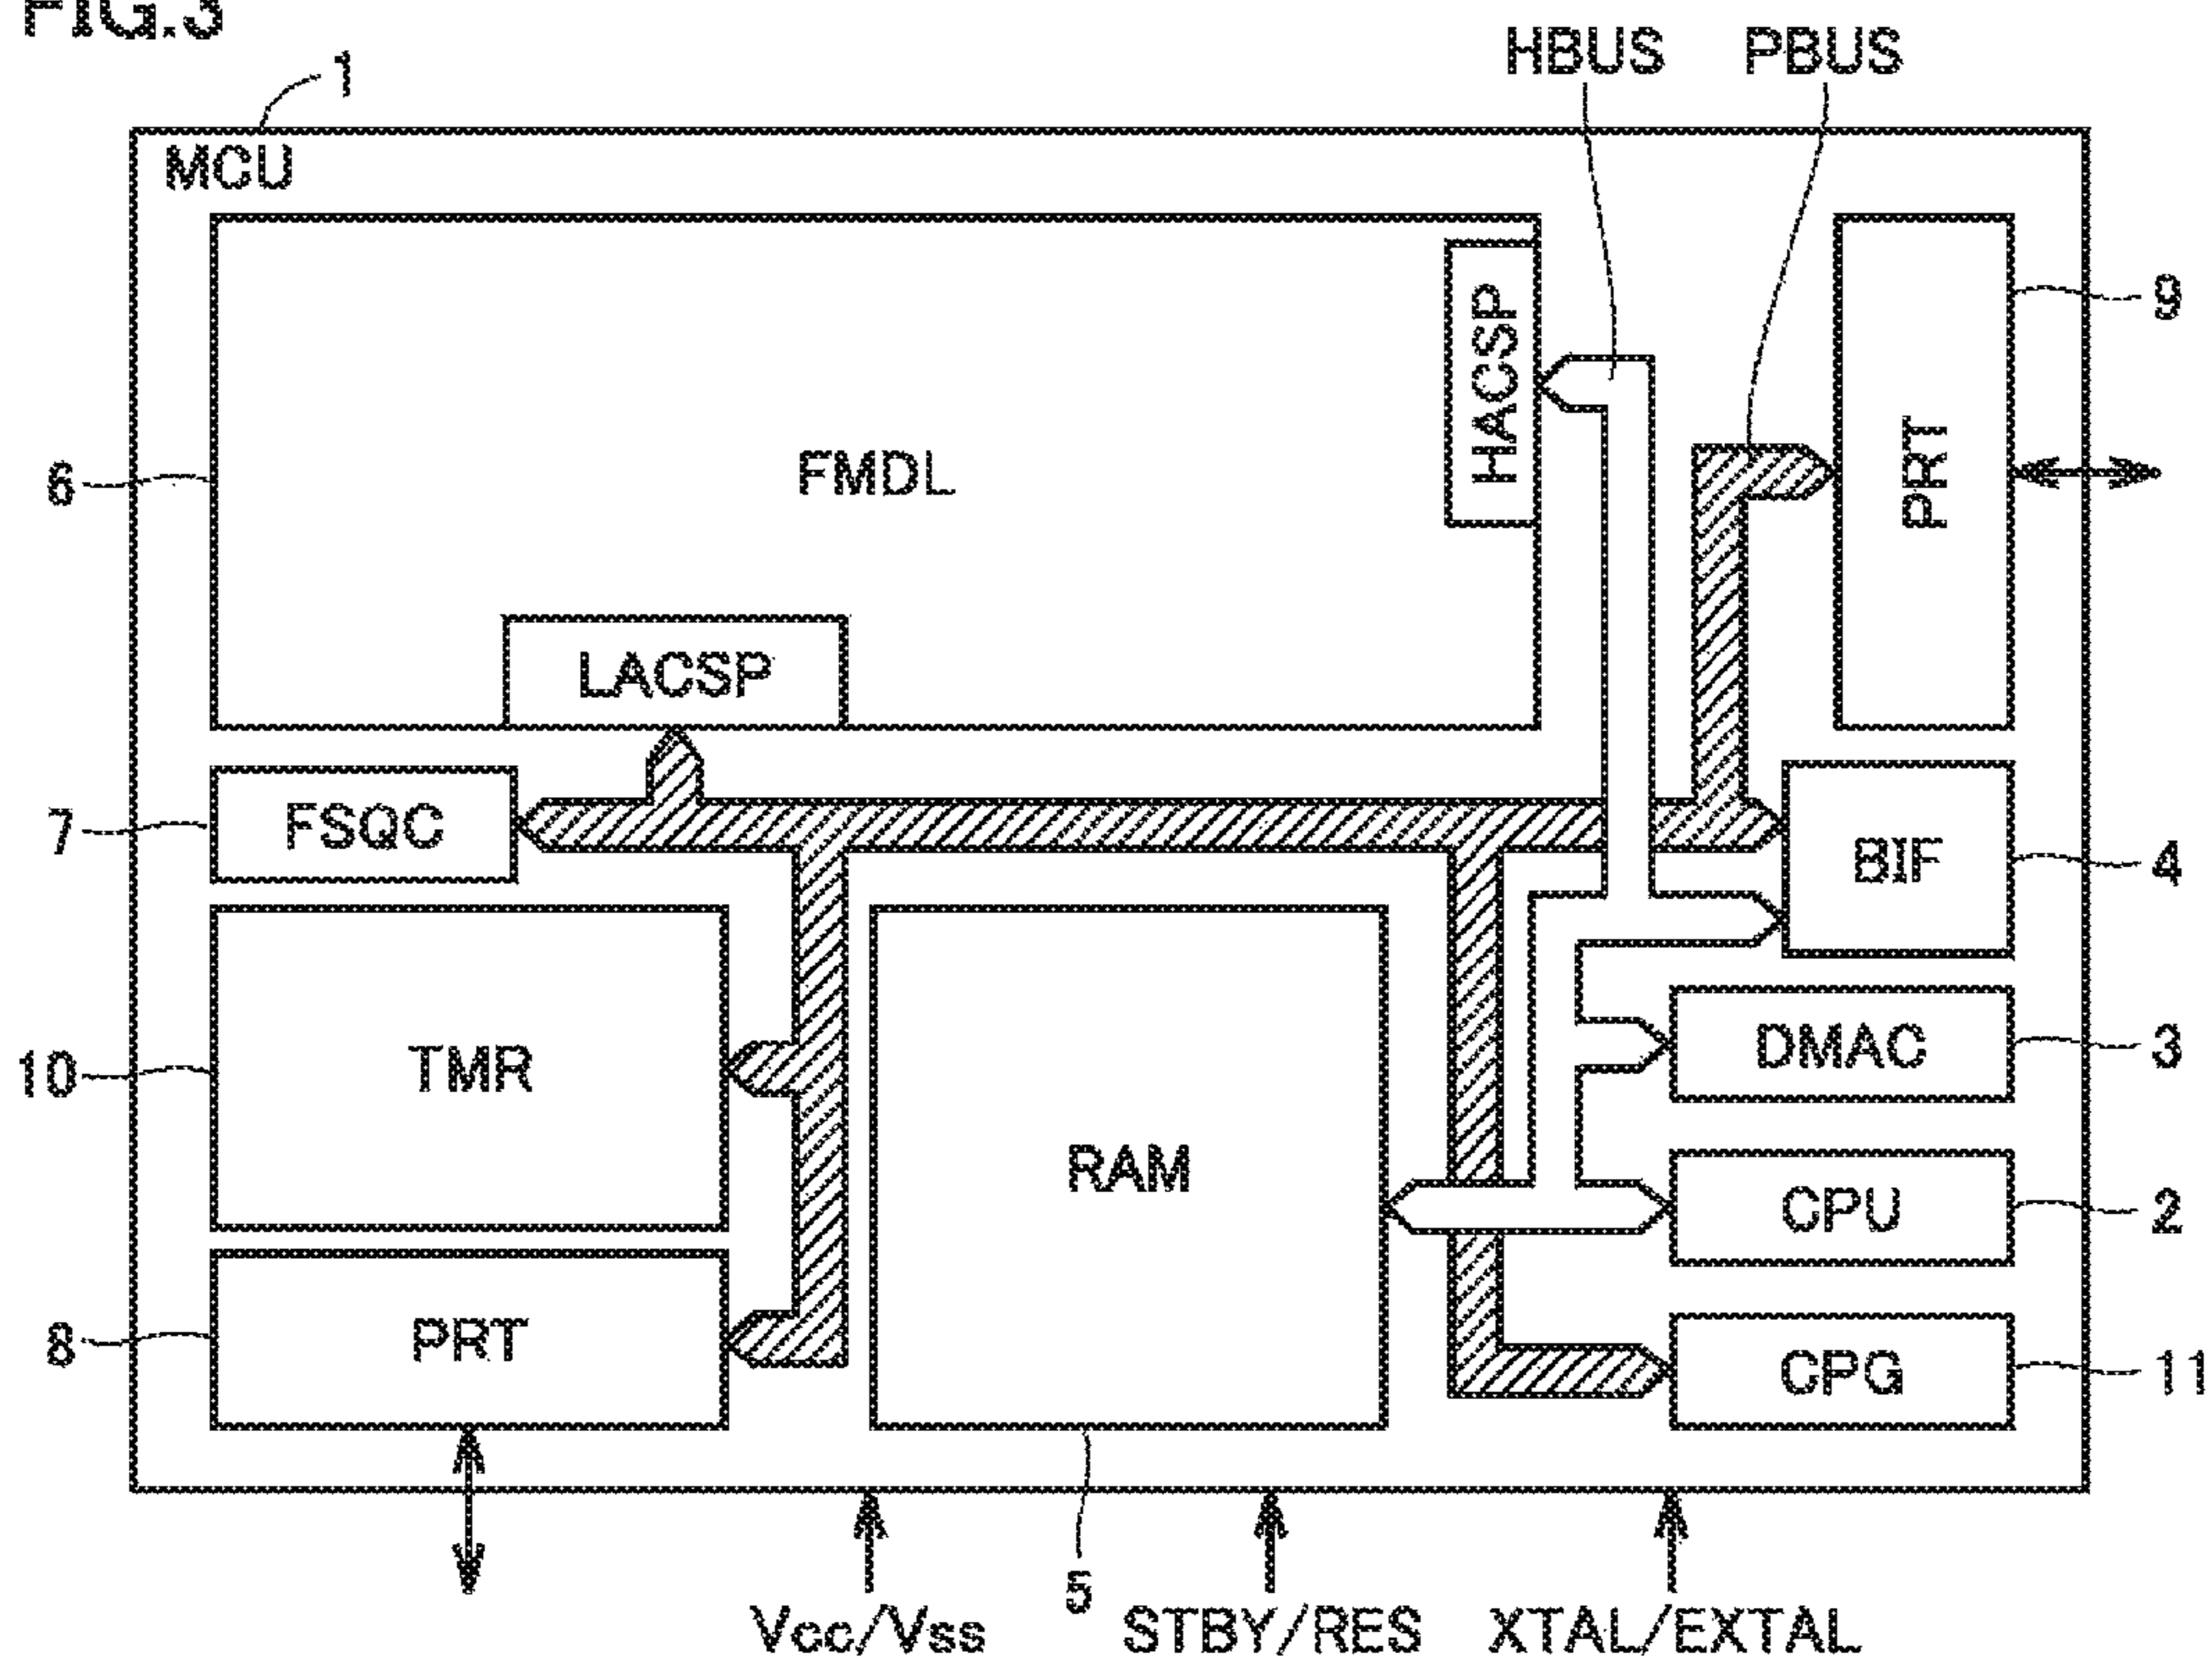 FIG.3
HBUS PBUS
1
MCU
HACSP
9
6
FMDL
PRT
LACSP
7
FSQC
BIF
4
10
TMR
DMAC
3
RAM
CPU
2
8
PRT
CPG
11
5
Vcc/Vss STBY/RES XTAL/EXTAL